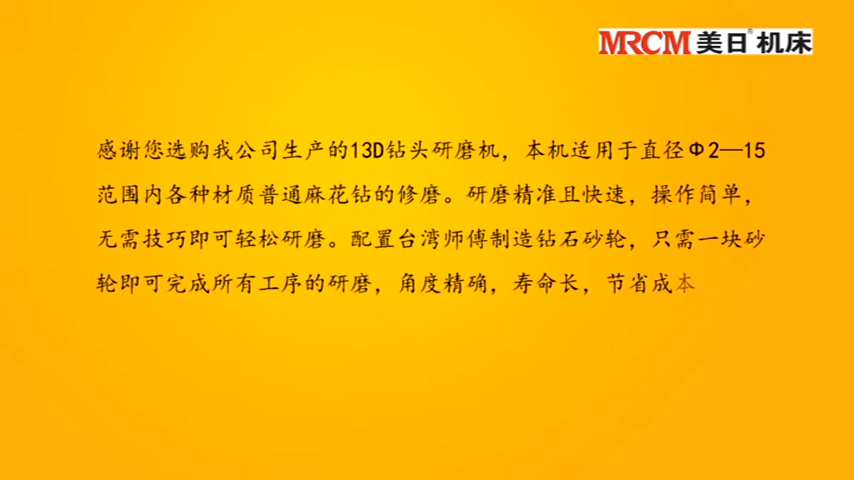 MRCM 美日® 机床
感谢您选购我公司生产的13D钻头研磨机，本机适用于直径Φ2—15
范围内各种材质普通麻花钻的修磨。研磨精准且快速，操作简单，
无需技巧即可轻松研磨。配置台湾师傅制造钻石砂轮，只需一块砂
轮即可完成所有工序的研磨，角度精确，寿命长，节省成本